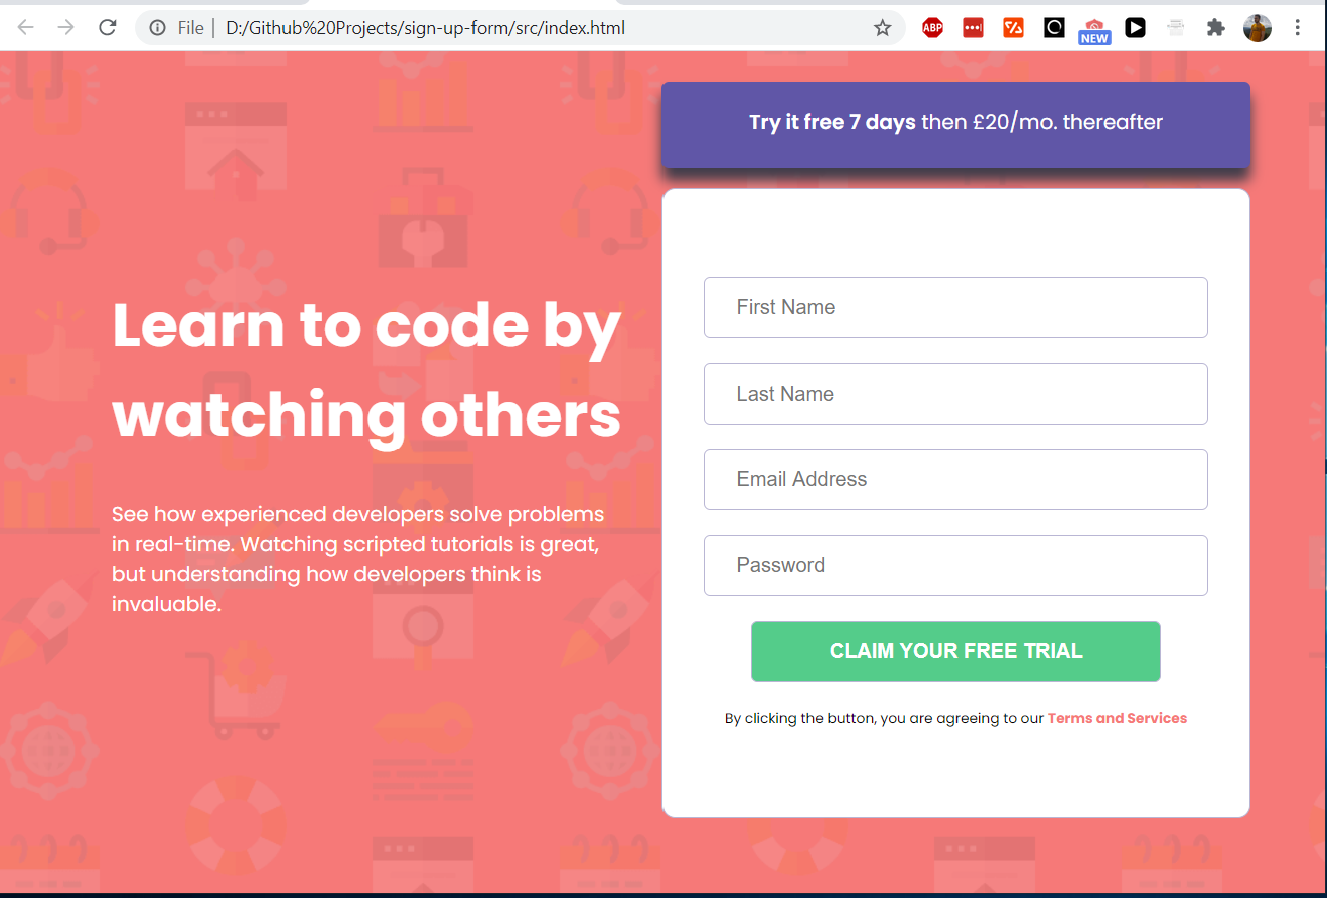 File | D:/Github%20Projects/sign-up-form/src/index.html
ABP
NEW
Try it free 7 days then £20/mo. thereafter
Learn to code by
watching others
See how experienced developers solve problems
in real-time. Watching scripted tutorials is great,
but understanding how developers think is
invaluable.
First Name
Last Name
Email Address
Password
CLAIM YOUR FREE TRIAL
By clicking the button, you are agreeing to our Terms and Services